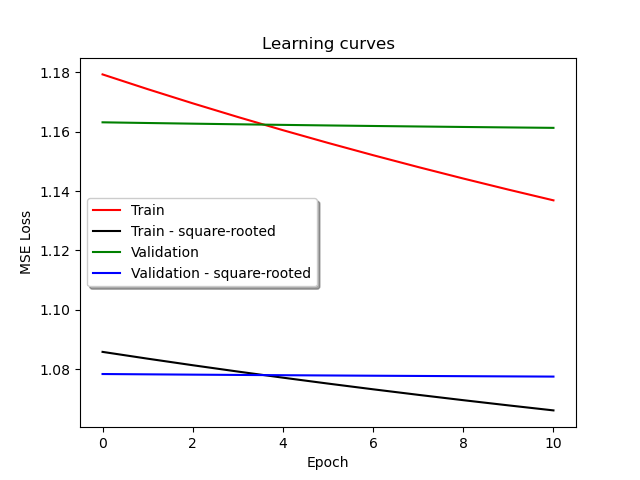 Learning curves
1.18
1.16
1.14
1.12
1.10
1.08
MSE Loss
Train
Train - square-rooted
Validation
Validation - square-rooted
0 2 4 6 8 10
Epoch